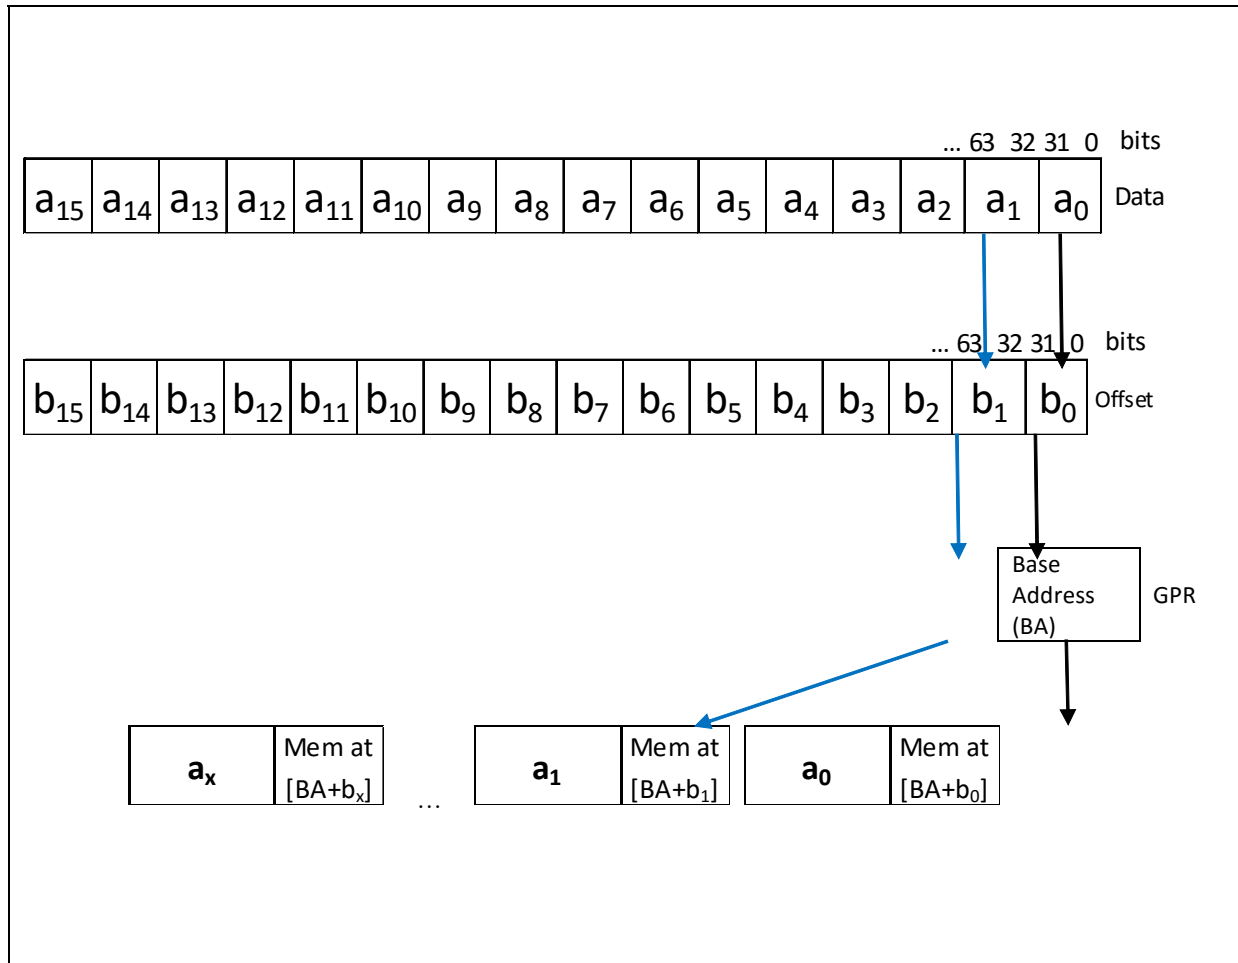 ... 63 32 31 0 bits
a15 a14 a13 a12 a11 a10 a9 a8 a7 a6 a5 a4 a3 a2 a1 a0 Data
... 63 32 31 0 bits
b15 b14 b13 b12 b11 b10 b9 b8 b7 b6 b5 b4 b3 b2 b1 b0 Offset
Base
Address
(BA)
GPR
ax Mem at
[BA+bx]
...
a1 Mem at
[BA+b1]
a0 Mem at
[BA+b0]